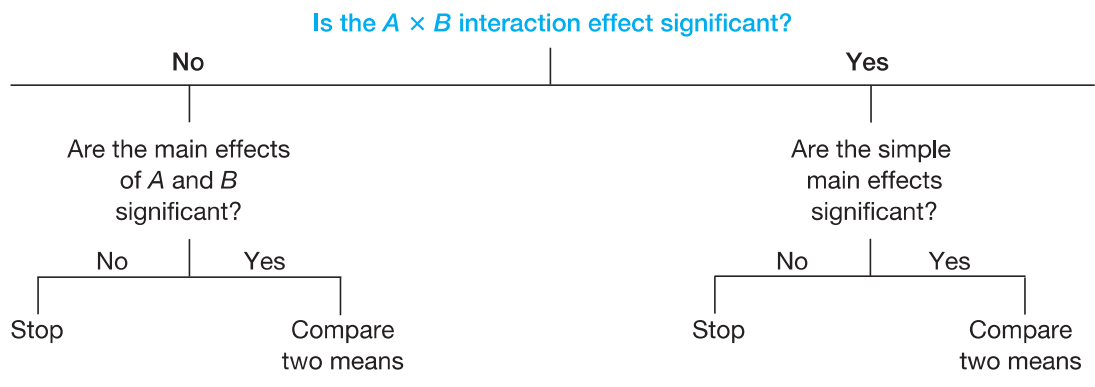 Is the A × B interaction effect significant?
No
Yes
Are the main effects
of A and B
significant?
Are the simple
main effects
significant?
No
Yes
No
Yes
Stop
Compare
two means
Stop
Compare
two means